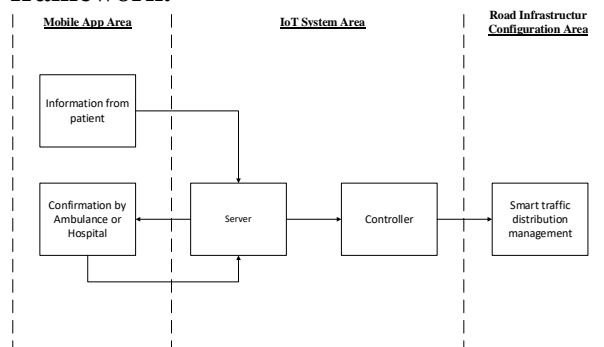 Mobile App Area
IoT System Area
Road Infrastructur
Configuration Area
Information from
patient
Confirmation by
Ambulance or
Hospital
Server
Controller
Smart traffic
distribution
management